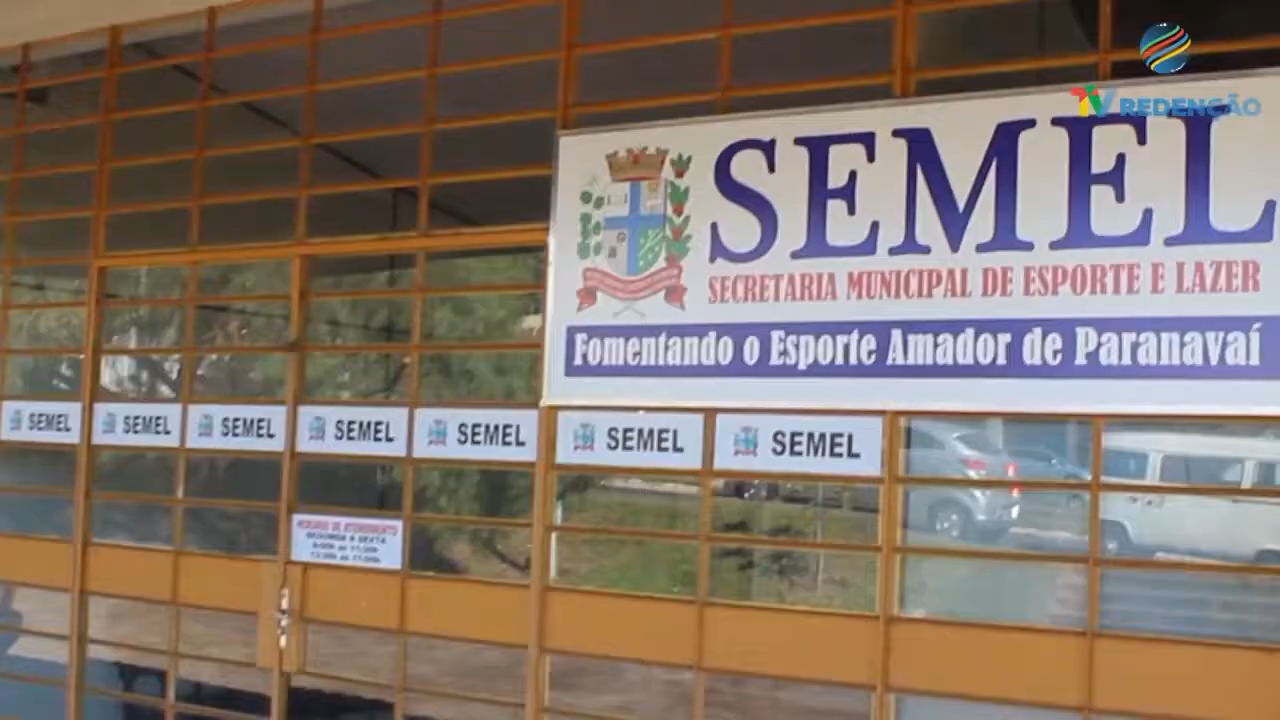 TV REDENÇÃO
SEMEL
SECRETARIA MUNICIPAL DE ESPORTE E LAZER
Fomentando o Esporte Amador de Paranavaí
SEMEL
SEMEL
SEMEL
SEMEL
SEMEL
SEMEL
SEMEL
HORÁRIO DE ATENDIMENTO
SEGUNDA A SEXTA